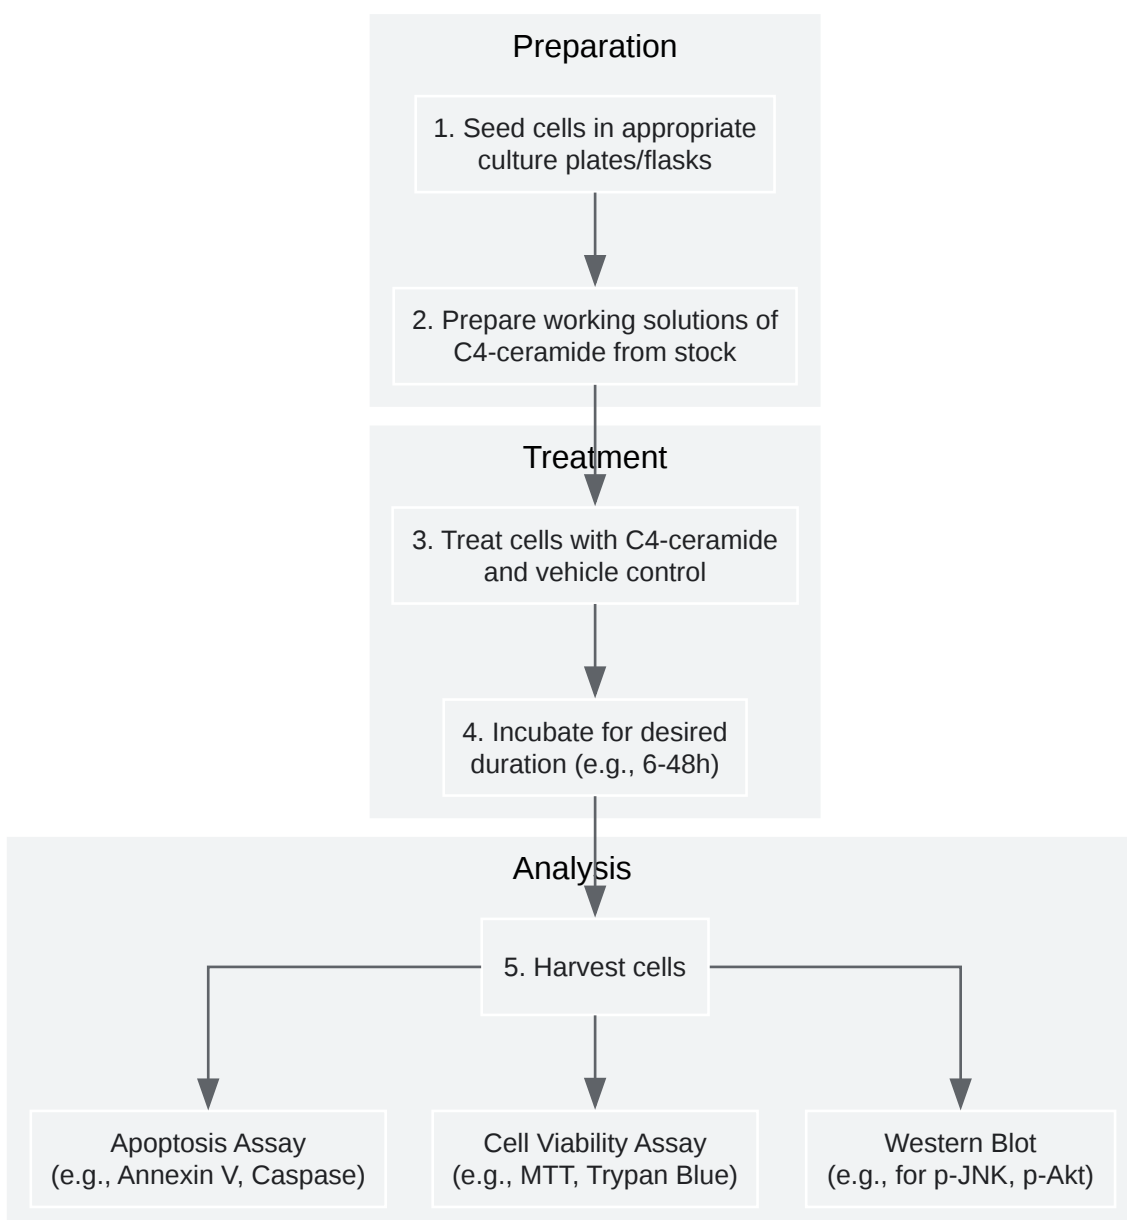 Preparation
1. Seed cells in appropriate
culture plates/flasks
2. Prepare working solutions of
C4-ceramide from stock
Treatment
3. Treat cells with C4-ceramide
and vehicle control
4. Incubate for desired
duration (e.g., 6-48h)
Analysis
5. Harvest cells
Apoptosis Assay
(e.g., Annexin V, Caspase)
Cell Viability Assay
(e.g., MTT, Trypan Blue)
Western Blot
(e.g., for p-JNK, p-Akt)